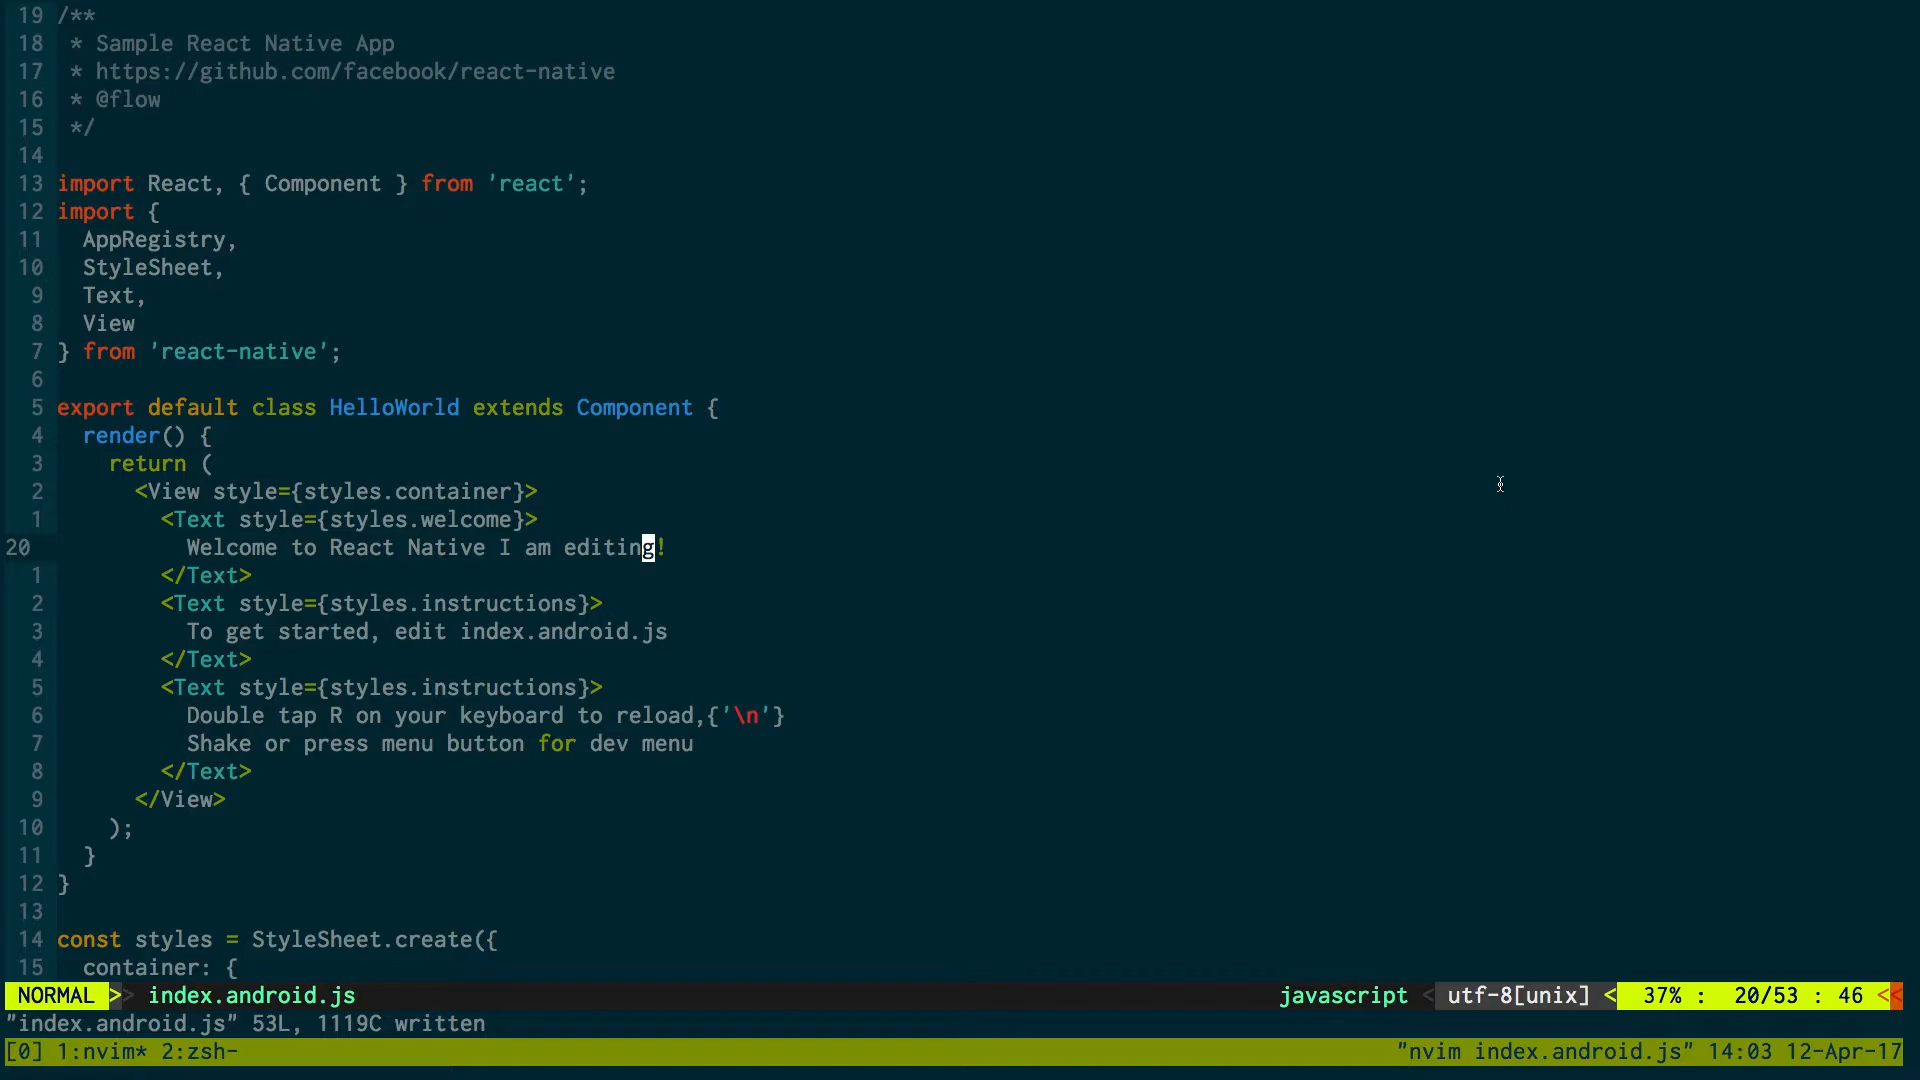 19 /**
18  * Sample React Native App
17  * https://github.com/facebook/react-native
16  * @flow
15  */
14
13 import React, { Component } from 'react';
12 import {
11   AppRegistry,
10   StyleSheet,
 9   Text,
 8   View
 7 } from 'react-native';
 6
 5 export default class HelloWorld extends Component {
 4   render() {
 3     return (
 2       <View style={styles.container}>
 1         <Text style={styles.welcome}>
20           Welcome to React Native I am editing!
 1         </Text>
 2         <Text style={styles.instructions}>
 3           To get started, edit index.android.js
 4         </Text>
 5         <Text style={styles.instructions}>
 6           Double tap R on your keyboard to reload,{'\n'}
 7           Shake or press menu button for dev menu
 8         </Text>
 9       </View>
10     );
11   }
12 }
13
14 const styles = StyleSheet.create({
15   container: {
NORMAL >> index.android.js javascript < utf-8[unix] < 37% : 20/53 : 46 <<
"index.android.js" 53L, 1119C written
[0] 1:nvim* 2:zsh- "nvim index.android.js" 14:03 12-Apr-17